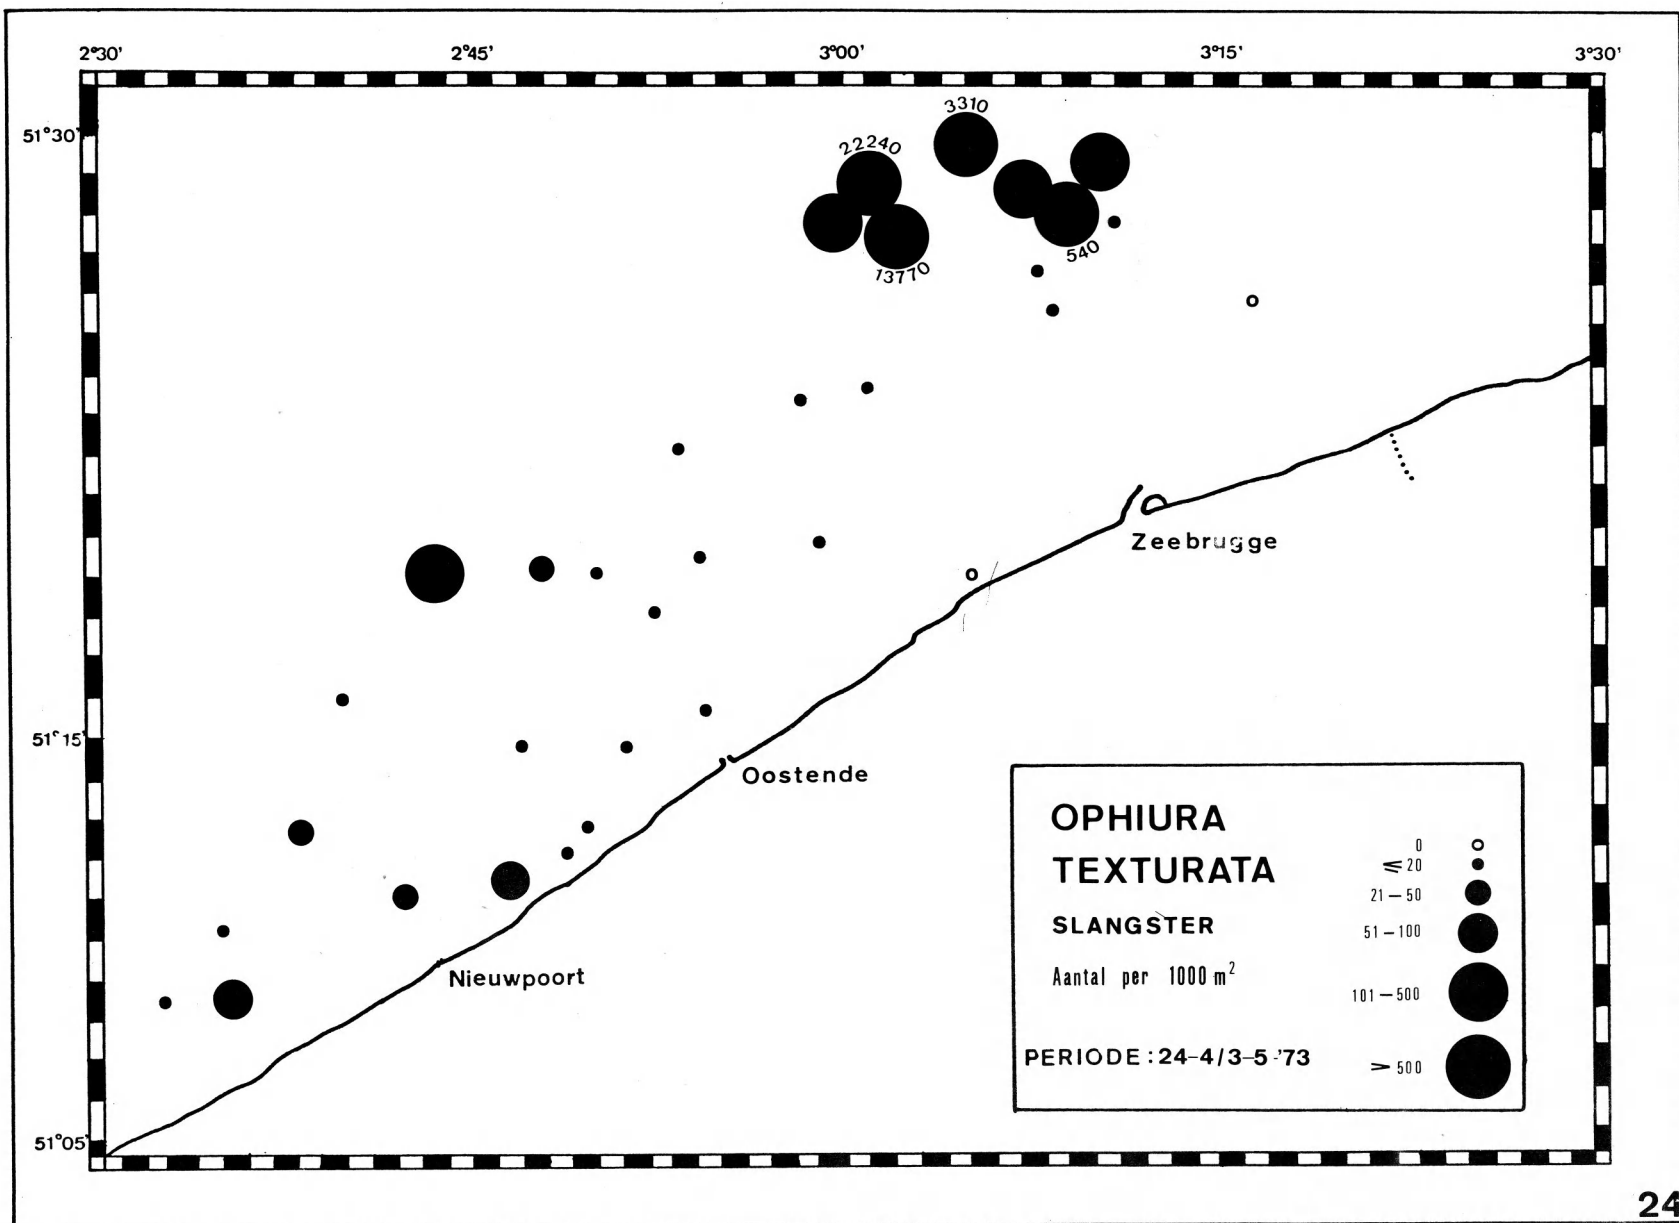 2°30' 2°45' 3°00' 3°15' 3°30'
51°30'
3310
22240
540
13770
Zeebrugge
51°15'
Oostende
OPHIURA
TEXTURATA
SLANGSTER
Aantal per 1000 m²
0
≤ 20
21–50
51–100
101–500
> 500
PERIODE: 24-4/3-5-'73
Nieuwpoort
51°05'
24